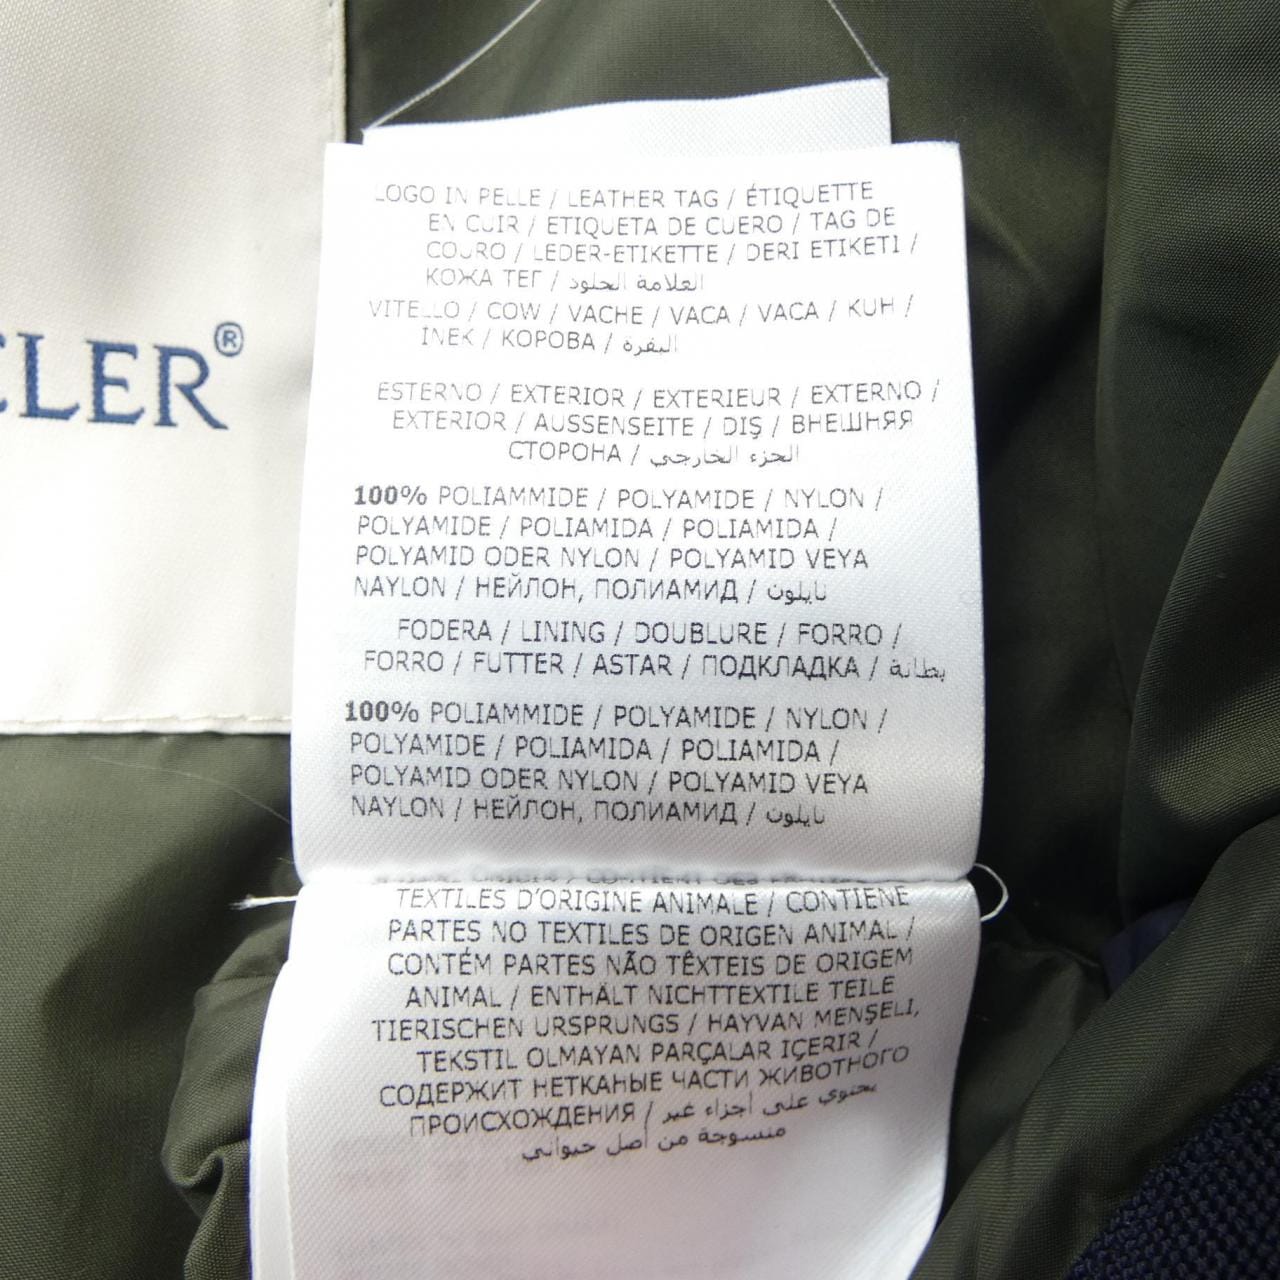 LOGO IN PELLE / LEATHER TAG / ÉTIQUETTE
EN CUIR / ETIQUETA DE CUERO / TAG DE
COURO / LEDER-ETIKETTE / DERI ETIKETI /
КОЖА ТЕГ / العلامة الجلود
VITELLO / COW / VACHE / VACA / VACA / KUH /
INEK / КОРОВА / البقرة
CLER®
ESTERNO / EXTERIOR / EXTERIEUR / EXTERNO /
EXTERIOR / AUSSENSEITE / DIŞ / ВНЕШНЯЯ
СТОРОНА / الجزء الخارجي
100% POLIAMMIDE / POLYAMIDE / NYLON /
POLYAMIDE / POLIAMIDA / POLIAMIDA /
POLYAMID ODER NYLON / POLYAMID VEYA
NAYLON / НЕЙЛОН, ПОЛИАМИД / نايلون
FODERA / LINING / DOUBLURE / FORRO /
FORRO / FUTTER / ASTAR / ПОДКЛАДКА / بطانة
100% POLIAMMIDE / POLYAMIDE / NYLON /
POLYAMIDE / POLIAMIDA / POLIAMIDA /
POLYAMID ODER NYLON / POLYAMID VEYA
NAYLON / НЕЙЛОН, ПОЛИАМИД / نايلون
TEXTILES D'ORIGINE ANIMALE / CONTIENE
PARTES NO TEXTILES DE ORIGEN ANIMAL /
CONTÉM PARTES NÃO TÊXTEIS DE ORIGEM
ANIMAL / ENTHÄLT NICHTTEXTILE TEILE
TIERISCHEN URSPRUNGS / HAYVAN MENŞELI,
TEKSTIL OLMAYAN PARÇALAR IÇERIR /
СОДЕРЖИТ НЕТКАНЫЕ ЧАСТИ ЖИВОТНОГО
ПРОИСХОЖДЕНИЯ / يحتوي على أجزاء غير
منسوجة من أصل حيواني